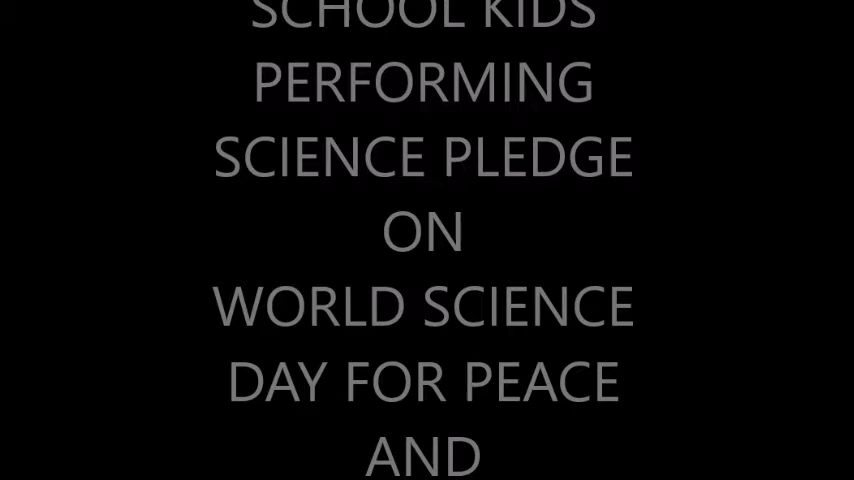 SCHOOL KIDS
PERFORMING
SCIENCE PLEDGE
ON
WORLD SCIENCE
DAY FOR PEACE
AND